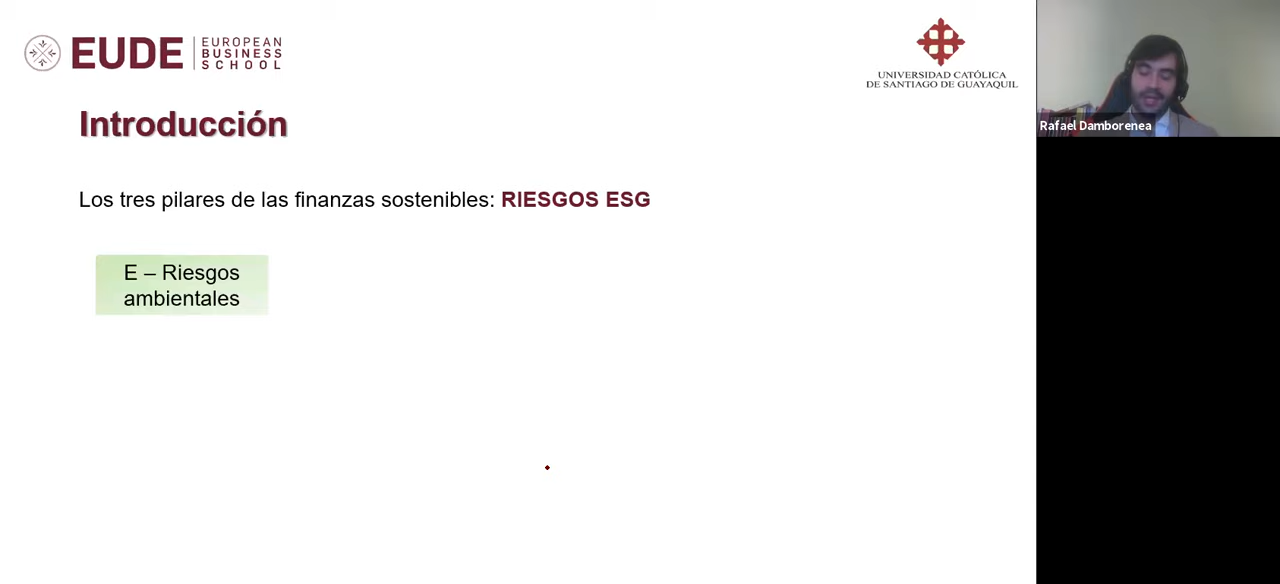 EUDE
EUROPEAN
BUSINESS
SCHOOL
UNIVERSIDAD CATÓLICA
DE SANTIAGO DE GUAYAQUIL
Rafael Damborenea
Introducción
Los tres pilares de las finanzas sostenibles: RIESGOS ESG
E – Riesgos
ambientales